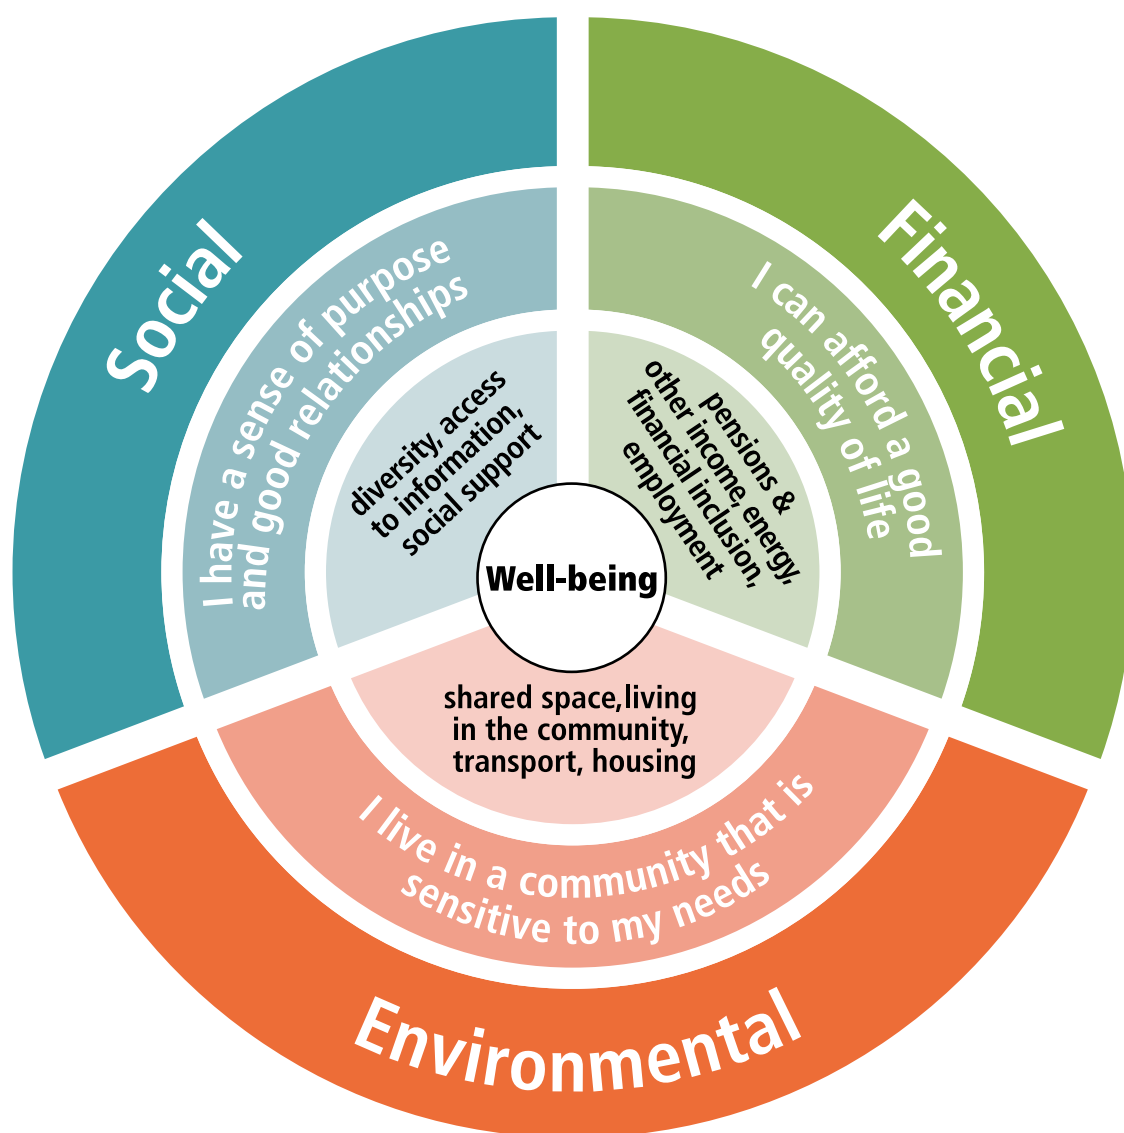 Social
I have a sense of purpose
and good relationships
diversity, access
to information,
social support
Financial
I can afford a good
quality of life
pensions &
other income, energy,
financial inclusion,
employment
Well-being
shared space,living
in the community,
transport, housing
I live in a community that is
sensitive to my needs
Environmental